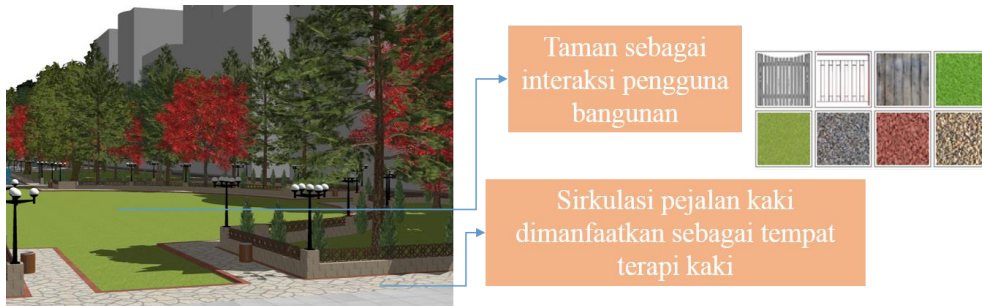 Taman sebagai
interaksi pengguna
bangunan
Sirkulasi pejalan kaki
dimanfaatkan sebagai tempat
terapi kaki